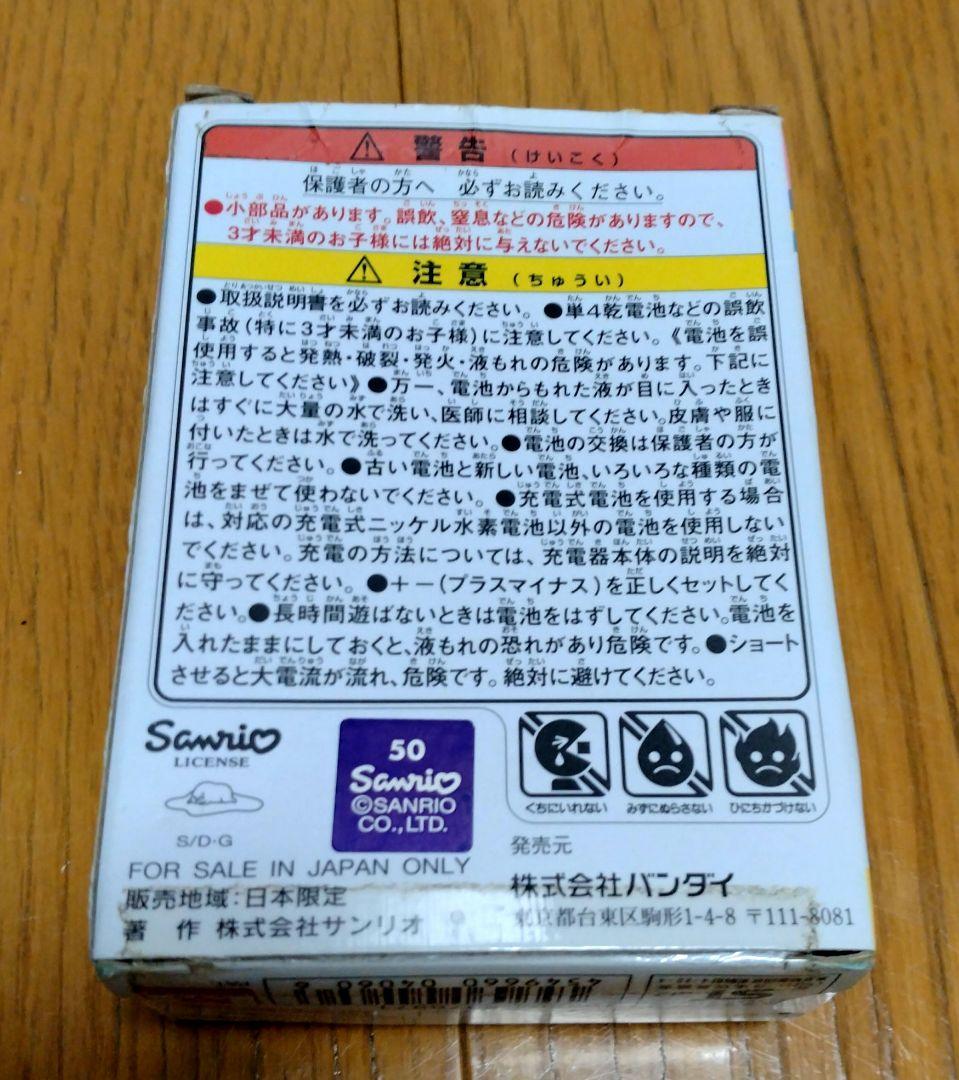 警告 (けいこく)
保護者の方へ 必ずお読みください。
●小部品があります。誤飲、窒息などの危険がありますので、
3才未満のお子様には絶対に与えないでください。
注意 (ちゅうい)
●取扱説明書を必ずお読みください。●単4乾電池などの誤飲
事故(特に3才未満のお子様)に注意してください。《電池を誤
使用すると発熱・破裂・発火・液もれの危険があります。下記に
注意してください》●万一、電池からもれた液が目に入ったとき
はすぐに大量の水で洗い、医師に相談してください。皮膚や服に
付いたときは水で洗ってください。●電池の交換は保護者の方が
行ってください。●古い電池と新しい電池、いろいろな種類の電
池をまぜて使わないでください。●充電式電池を使用する場合
は、対応の充電式ニッケル水素電池以外の電池を使用しない
でください。充電の方法については、充電器本体の説明を絶対
に守ってください。●+-(プラスマイナス)を正しくセットしてく
ださい。●長時間遊ばないときは電池をはずしてください。電池を
入れたままにしておくと、液もれの恐れがあり危険です。●ショート
させると大電流が流れ、危険です。絶対に避けてください。
Sanrio
LICENSE
S/D・G
50
Sanrio
©SANRIO
CO.,LTD.
くちにいれない
みずにぬらさない
ひにちかづけない
FOR SALE IN JAPAN ONLY
販売地域:日本限定
著 作 株式会社サンリオ
発売元
株式会社バンダイ
東京都台東区駒形1-4-8 〒111-8081